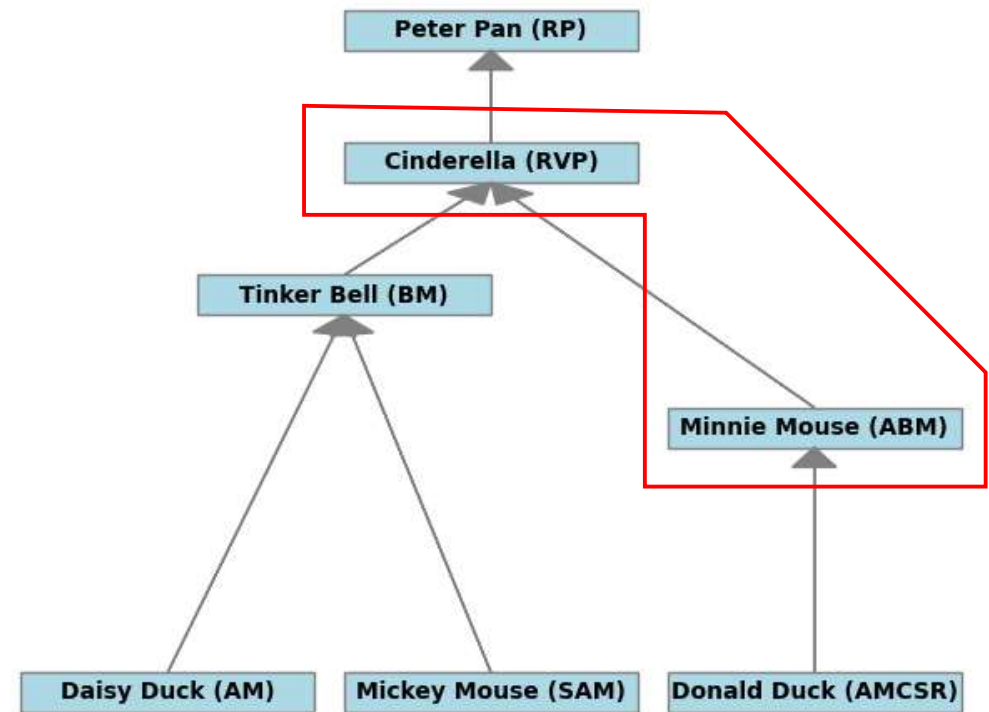 Peter Pan (RP)
Cinderella (RVP)
Tinker Bell (BM)
Minnie Mouse (ABM)
Daisy Duck (AM)
Mickey Mouse (SAM)
Donald Duck (AMCSR)